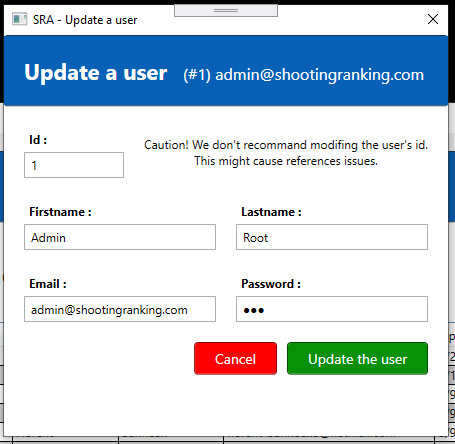 SRA - Update a user
Update a user (#1) admin@shootingranking.com
Id :
Caution! We don't recommand modifing the user's id.
This might cause references issues.
1
Firstname :
Lastname :
Admin
Root
Email :
Password :
admin@shootingranking.com
●●●
Cancel
Update the user